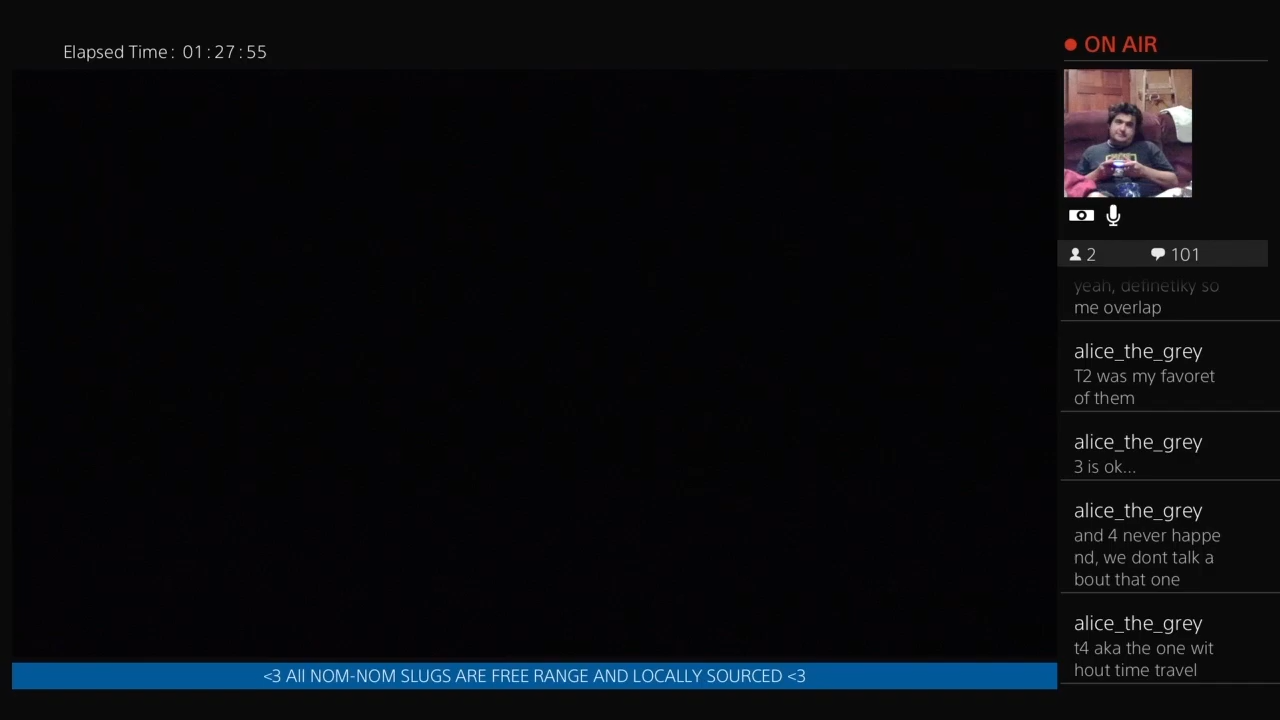 Elapsed Time: 01:27:55
ON AIR
2
101
yeah, definetiky so
me overlap
alice_the_grey
T2 was my favoret
of them
alice_the_grey
3 is ok...
alice_the_grey
and 4 never happe
nd, we dont talk a
bout that one
alice_the_grey
t4 aka the one wit
hout time travel
<3 All NOM-NOM SLUGS ARE FREE RANGE AND LOCALLY SOURCED <3